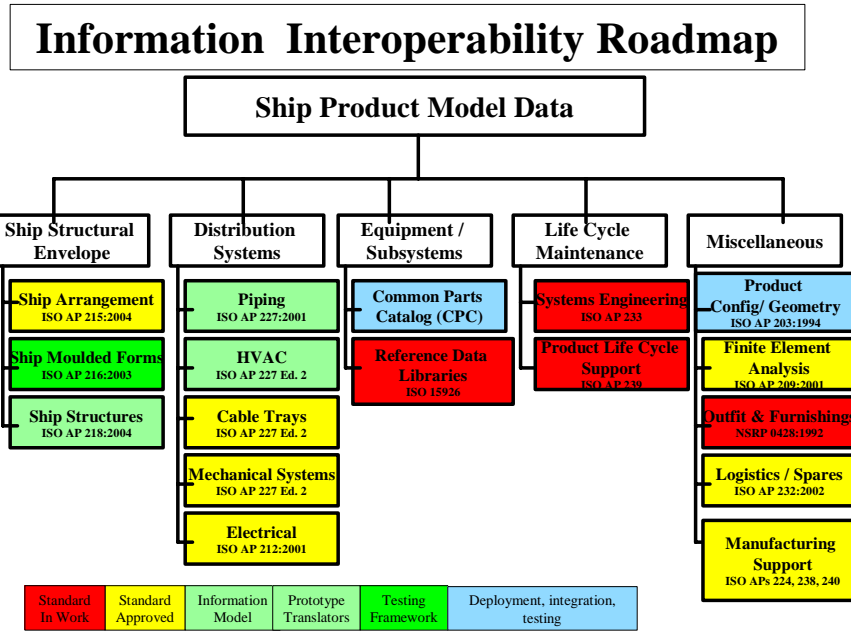 Information Interoperability Roadmap
Ship Product Model Data
Ship Structural
Envelope
Ship Arrangement
ISO AP 215:2004
Ship Moulded Forms
ISO AP 216:2003
Ship Structures
ISO AP 218:2004
Distribution
Systems
Piping
ISO AP 227:2001
HVAC
ISO AP 227 Ed. 2
Cable Trays
ISO AP 227 Ed. 2
Mechanical Systems
ISO AP 227 Ed. 2
Electrical
ISO AP 212:2001
Equipment /
Subsystems
Common Parts
Catalog (CPC)
Reference Data
Libraries
ISO 15926
Life Cycle
Maintenance
Systems Engineering
ISO AP 233
Product Life Cycle
Support
ISO AP 239
Miscellaneous
Product
Config/ Geometry
ISO AP 203:1994
Finite Element
Analysis
ISO AP 209:2001
Outfit & Furnishings
NSRP 0428:1992
Logistics / Spares
ISO AP 232:2002
Manufacturing
Support
ISO APs 224, 238, 240
Standard
In Work
Standard
Approved
Information
Model
Prototype
Translators
Testing
Framework
Deployment, integration,
testing